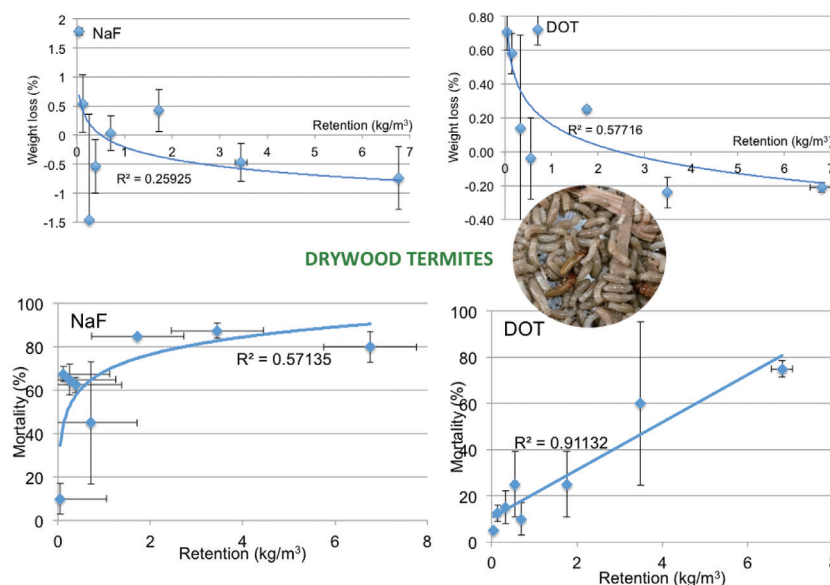 NaF
2
1.5
1
0.5
0
-0.5
-1
-1.5
Weight loss (%)
0 1 2 3 4 5 6 7
Retention (kg/m³)
R² = 0.25925
DOT
0.80
0.60
0.40
0.20
0.00
-0.20
-0.40
Weight loss (%)
R² = 0.57716
Retention (kg/m³)
0 1 2 3 4 5 6 7
DRYWOOD TERMITES
NaF
100
80
60
40
20
0
Mortality (%)
R² = 0.57135
0 2 4 6 8
Retention (kg/m³)
DOT
100
80
60
40
20
0
Mortality (%)
R² = 0.91132
0 2 4 6 8
Retention (kg/m³)